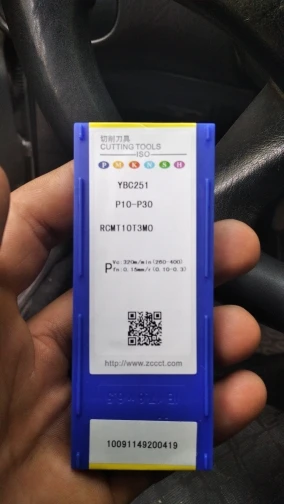 切削刀具
CUTTING TOOLS
ISO
P M K N S H
YBC251
P10-P30
RCMT10T3MO
P Vc:320m/min(260-400)
fn:0.15mm/r(0.10-0.3)
http://www.zccct.com
10091149200419